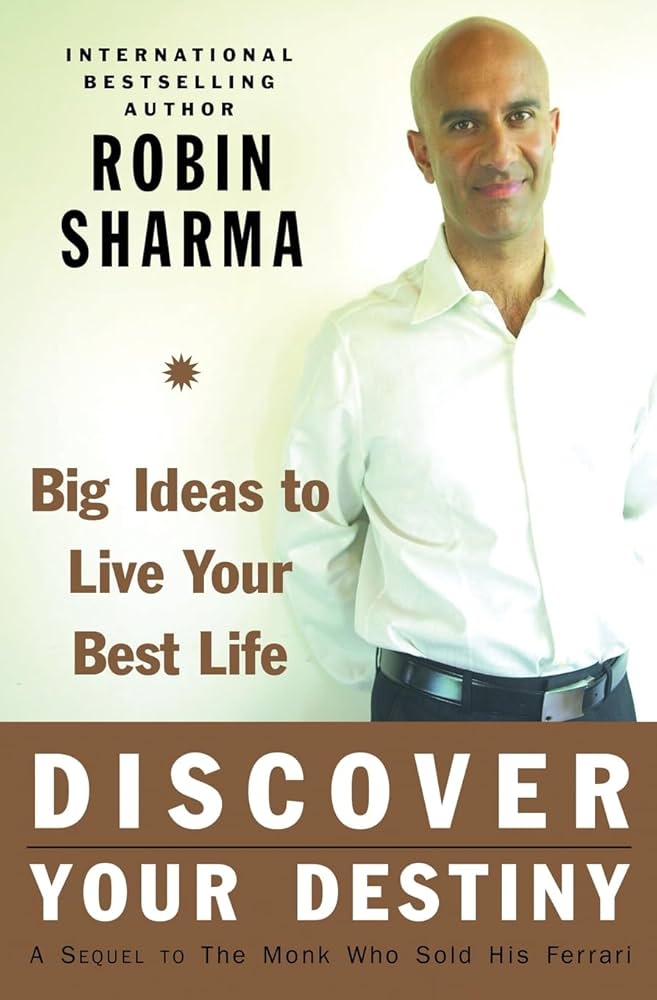 INTERNATIONAL
BESTSELLING
AUTHOR
ROBIN
SHARMA
Big Ideas to
Live Your
Best Life
DISCOVER
YOUR DESTINY
A SEQUEL TO The Monk Who Sold His Ferrari